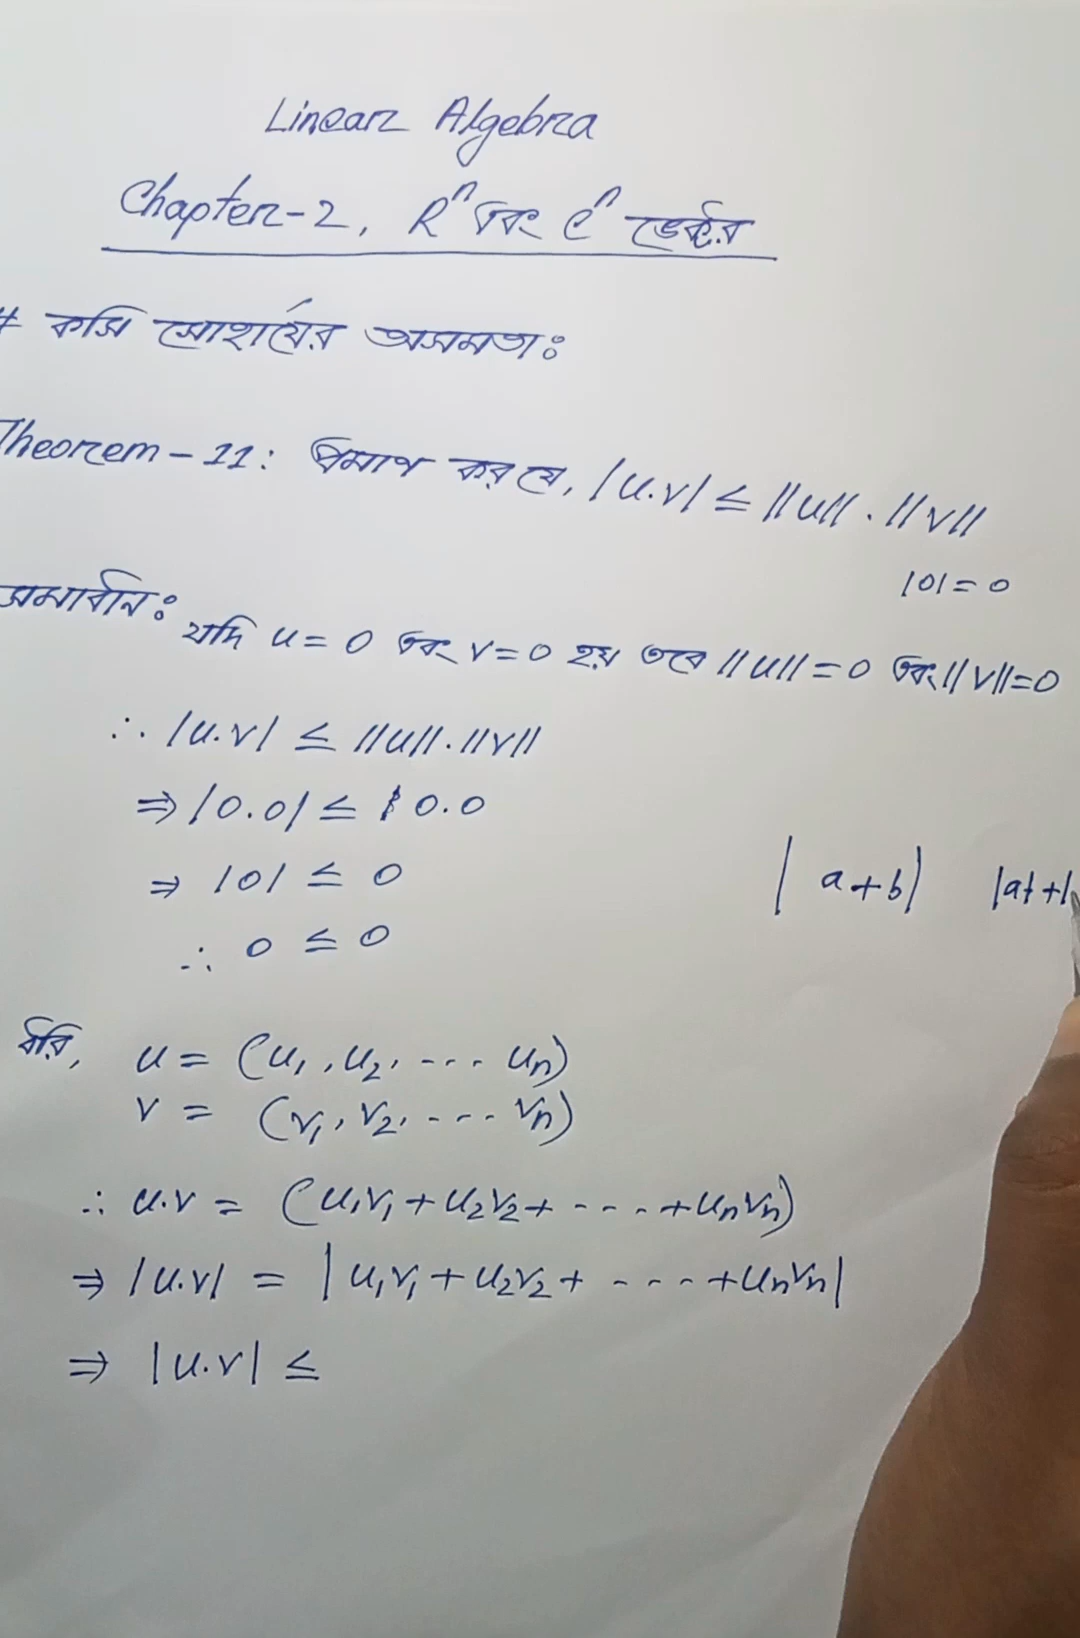 Linear Algebra
Chapter-2, Rⁿ এবং Cⁿ ভেক্টর
# কসি সোহার্যের অসমতাঃ
Theorem-11: প্রমাণ কর যে, |u.v| ≤ ||u|| . ||v||
|0| = 0
সমাধানঃ
যদি u = 0 এবং v = 0 হয় তবে ||u|| = 0 এবং ||v|| = 0
∴ |u.v| ≤ ||u|| . ||v||
⇒ |0.0| ≤ 0.0
⇒ |0| ≤ 0
|a+b| |a|+|
∴ 0 ≤ 0
ধরি, u = (u₁, u₂, --- uₙ)
v = (v₁, v₂, --- vₙ)
∴ u.v = (u₁v₁ + u₂v₂ + ---- + uₙvₙ)
⇒ |u.v| = |u₁v₁ + u₂v₂ + ---- + uₙvₙ|
⇒ |u.v| ≤